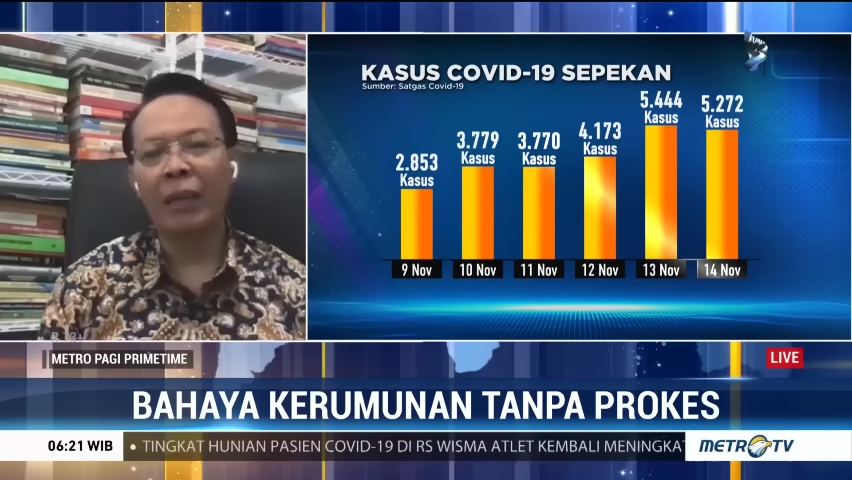 KASUS COVID-19 SEPEKAN
Sumber: Satgas Covid-19
2.853
Kasus
3.779
Kasus
3.770
Kasus
4.173
Kasus
5.444
Kasus
5.272
Kasus
9 Nov
10 Nov
11 Nov
12 Nov
13 Nov
14 Nov
METRO PAGI PRIMETIME
LIVE
BAHAYA KERUMUNAN TANPA PROKES
06:21 WIB
• TINGKAT HUNIAN PASIEN COVID-19 DI RS WISMA ATLET KEMBALI MENINGKAT
METRO TV